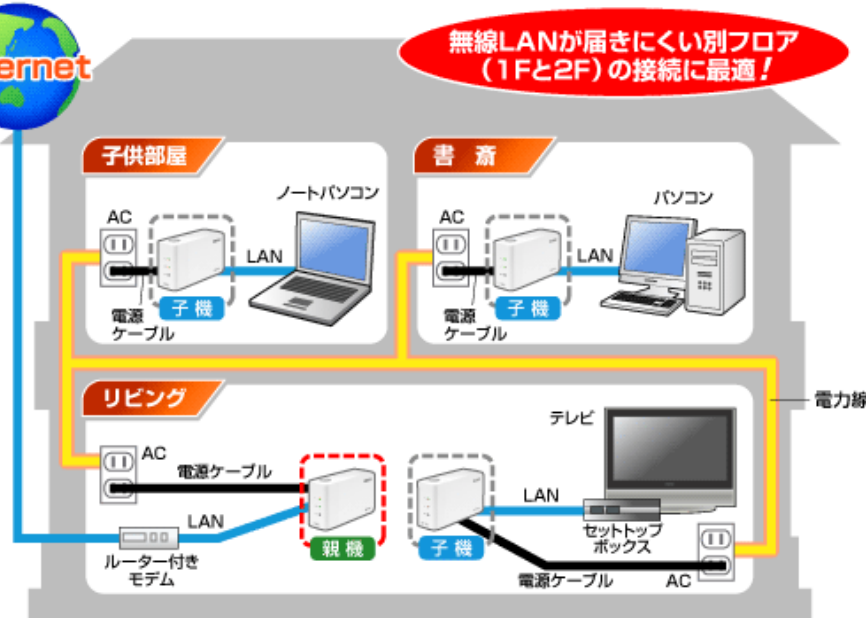 ernet
無線LANが届きにくい別フロア
(1Fと2F)の接続に最適!
子供部屋
ノートパソコン
AC
LAN
電源
ケーブル
子機
書 斎
パソコン
AC
LAN
電源
ケーブル
子機
電力線
リビング
AC
電源ケーブル
LAN
ルーター付き
モデム
親機
テレビ
LAN
子機
セットトップ
ボックス
電源ケーブル
AC